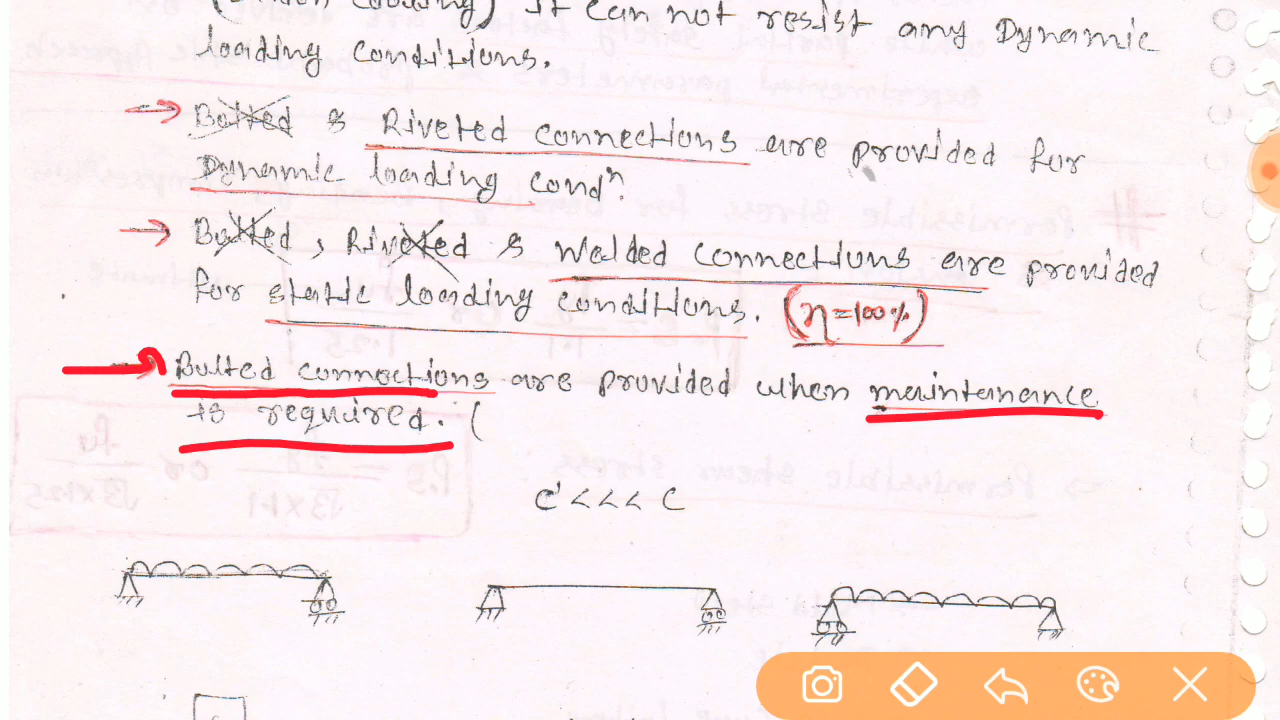 it can not resist any Dynamic
loading conditions.
→ Bolted & Riveted connections are provided for
Dynamic loading condⁿ.
→ Bolted, Riveted & Welded connections are provided
for static loading conditions. (η=100%)
→ Bolted connections are provided when maintenance
is required. (
C' <<< C